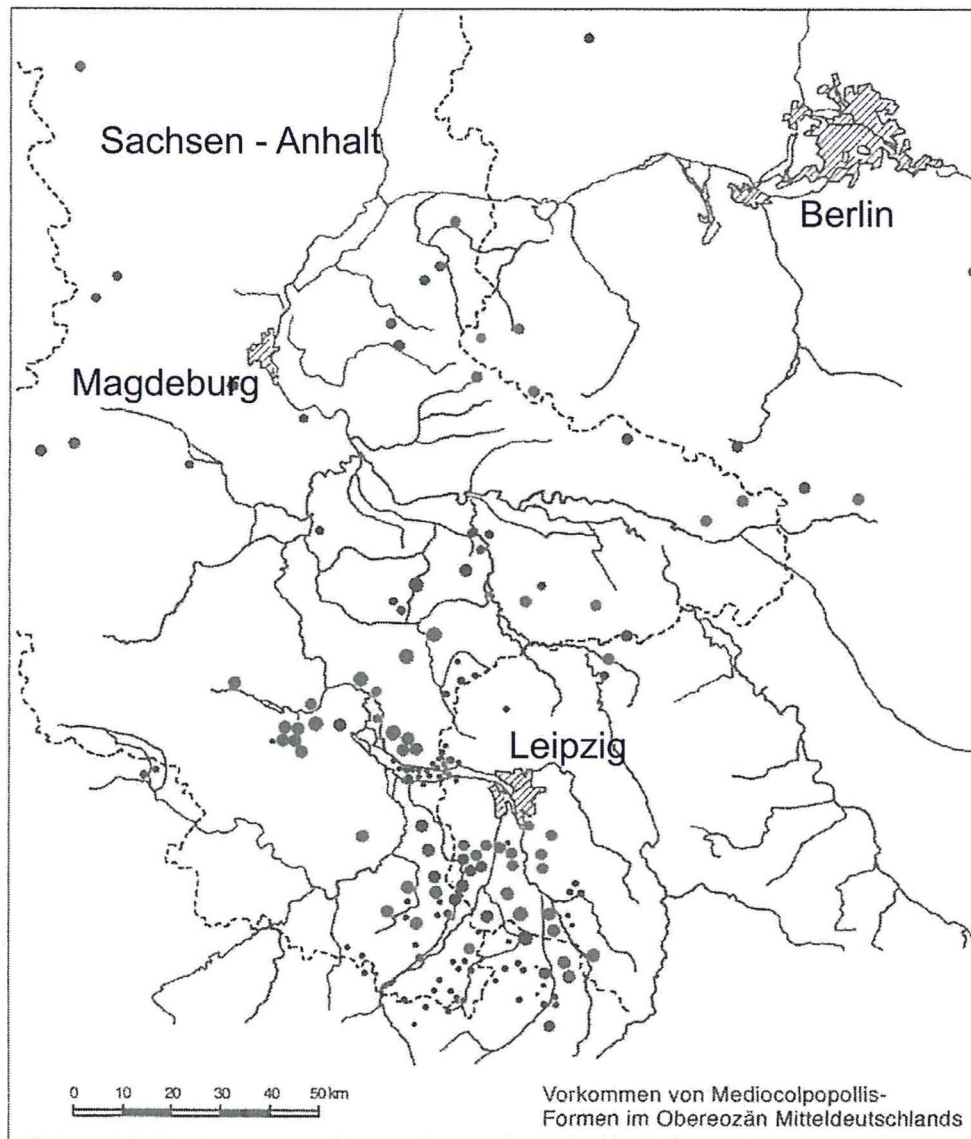 Sachsen - Anhalt
Berlin
Magdeburg
Leipzig
0 10 20 30 40 50 km
Vorkommen von Mediocolpopollis-
Formen im Obereozän Mitteldeutschlands